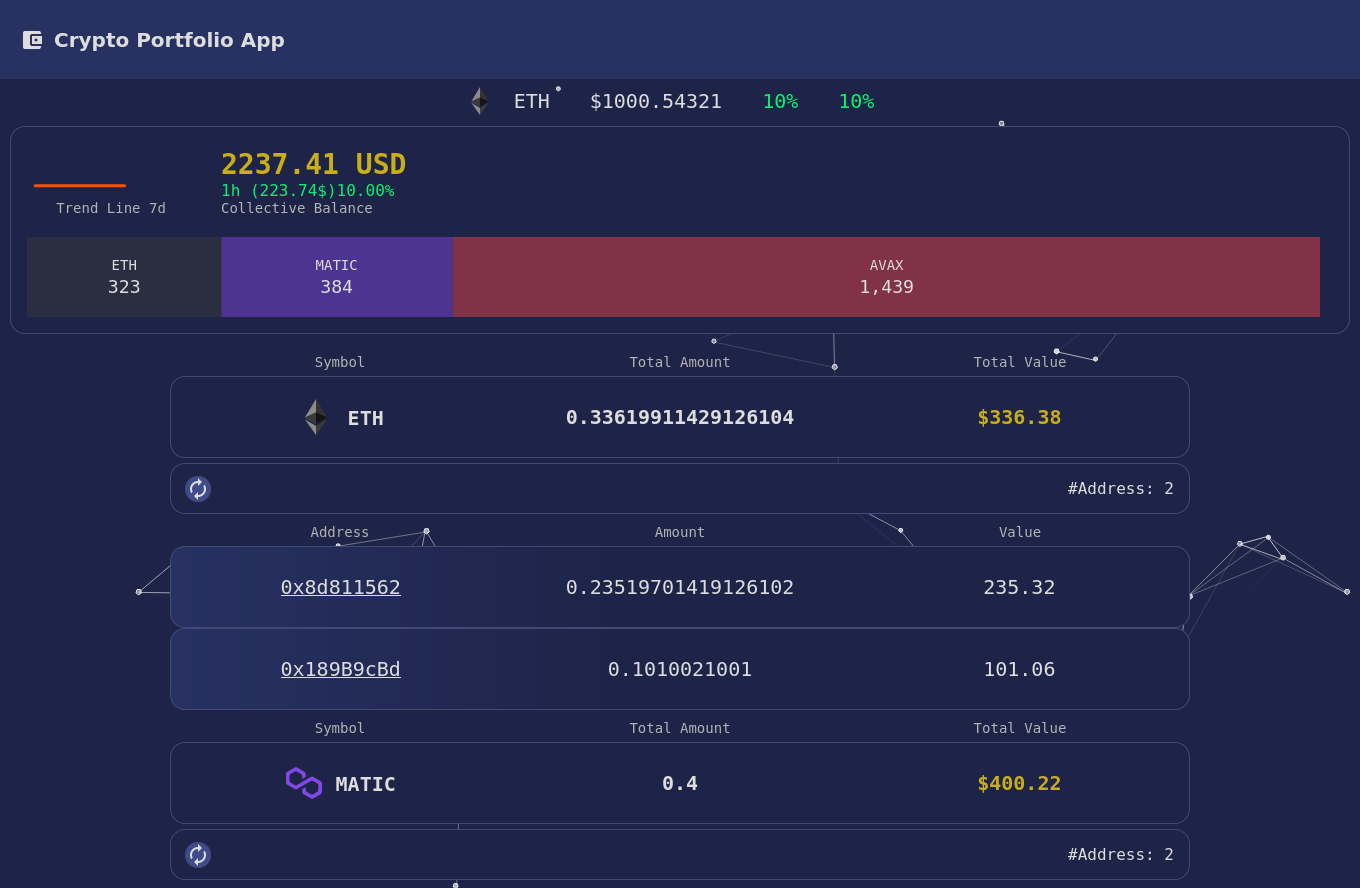 Crypto Portfolio App
ETH $1000.54321 10% 10%
2237.41 USD
1h (223.74$)10.00%
Trend Line 7d Collective Balance
ETH MATIC AVAX
323 384 1,439
Symbol Total Amount Total Value
ETH 0.33619911429126104 $336.38
#Address: 2
Address Amount Value
0x8d811562 0.23519701419126102 235.32
0x189B9cBd 0.1010021001 101.06
Symbol Total Amount Total Value
MATIC 0.4 $400.22
#Address: 2